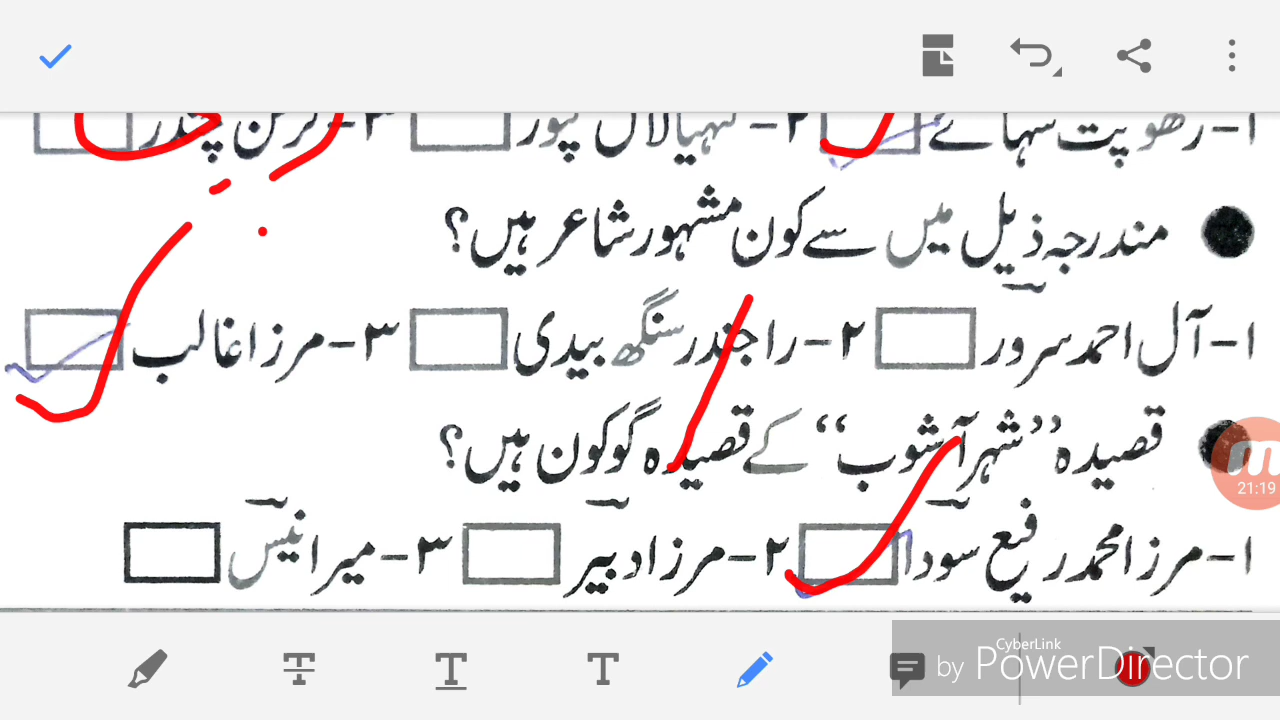 ۱-رگھوپت سہائے ۲- کنہیالال کپور ۳-کرشن چندر
مندرجہ ذیل میں سے کون مشہور شاعر ہیں؟
۱-آل احمد سرور ۲-راجندر سنگھ بیدی ۳-مرزا غالب
قصیدہ ”شہر آشوب“ کے قصیدہ گو کون ہیں؟
۱-مرزا محمد رفیع سودا ۲-مرزا دبیر ۳-میر انیس
21:19
CyberLink
by PowerDirector